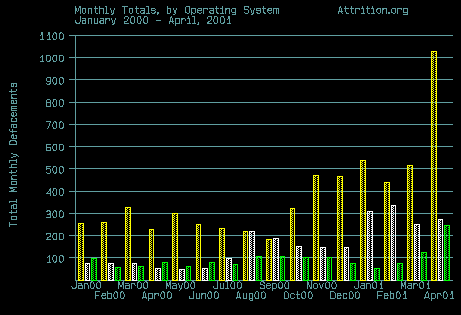 Monthly Totals, by Operating System Attrition.org
January 2000 - April, 2001
Total Monthly Defacements
1100
1000
900
800
700
600
500
400
300
200
100
Jan00 Mar00 May00 Jul00 Sep00 Nov00 Jan01 Mar01
Feb00 Apr00 Jun00 Aug00 Oct00 Dec00 Feb01 Apr01